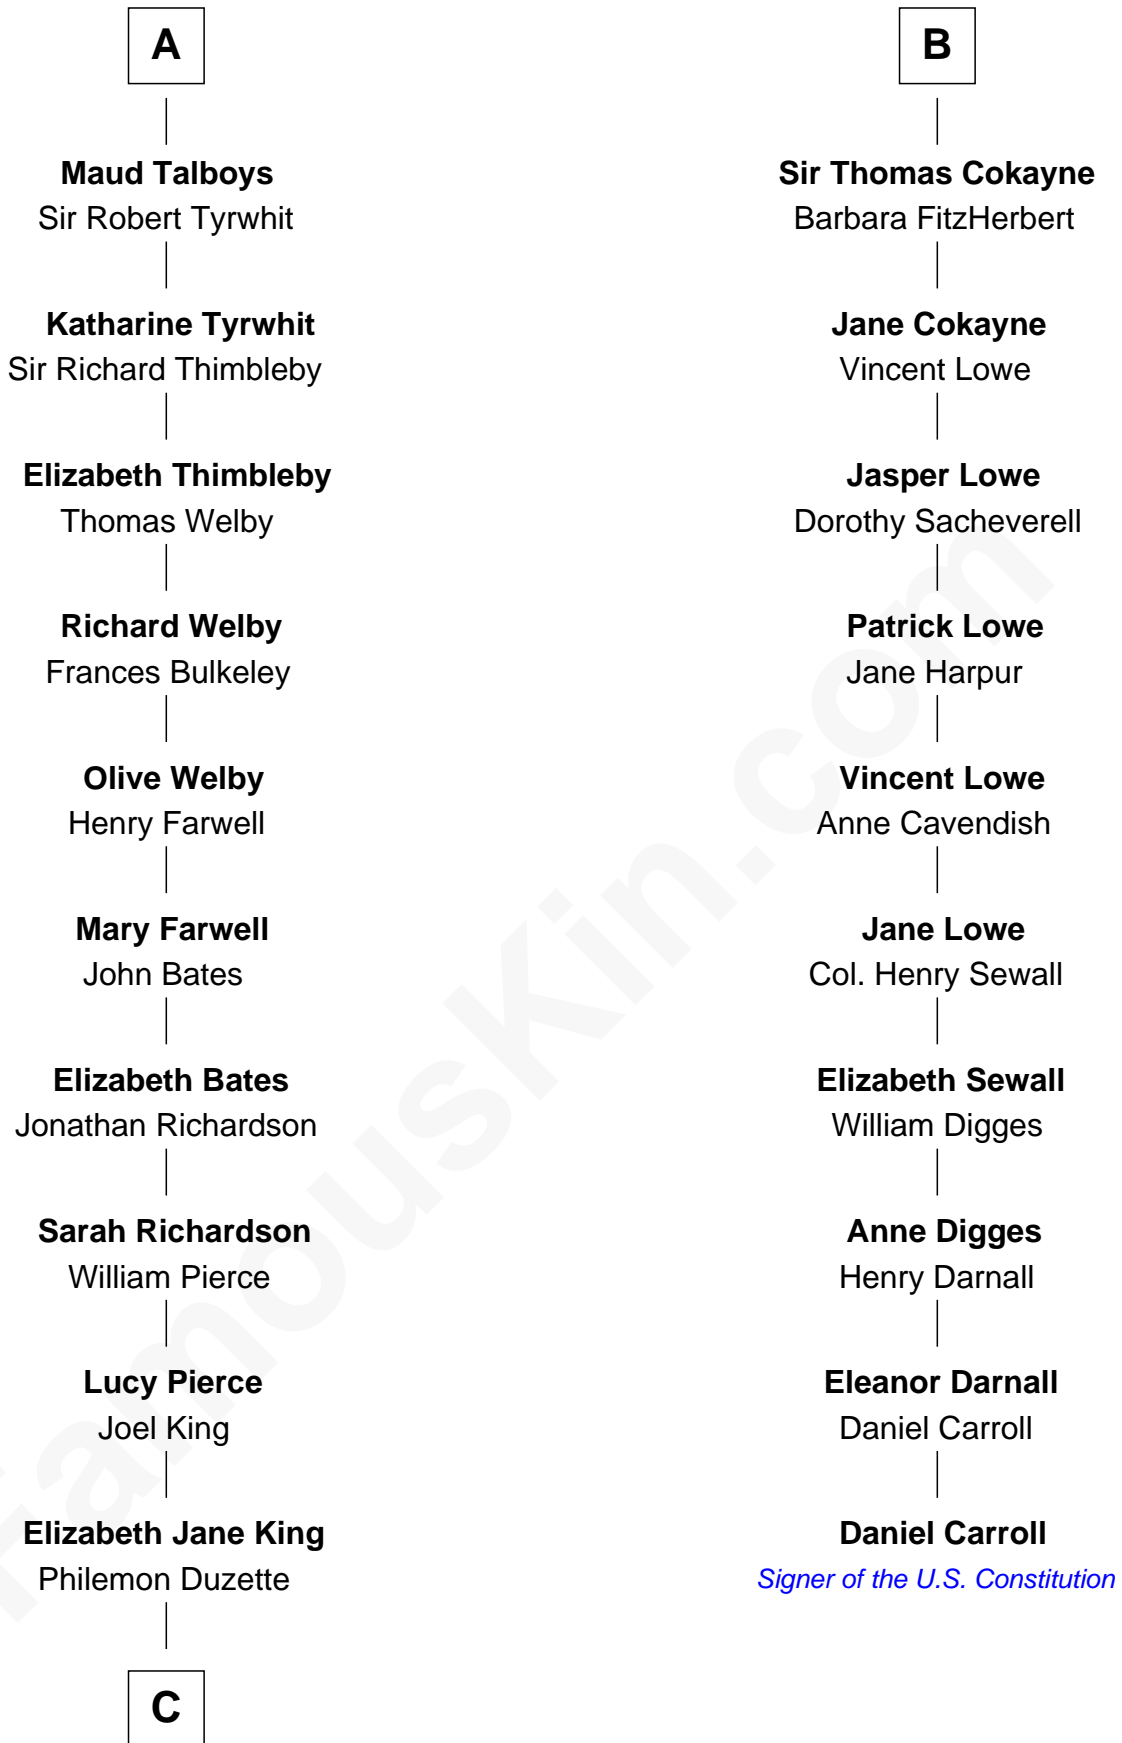 A
Maud Talboys
Sir Robert Tyrwhit
Katharine Tyrwhit
Sir Richard Thimbleby
Elizabeth Thimbleby
Thomas Welby
Richard Welby
Frances Bulkeley
Olive Welby
Henry Farwell
Mary Farwell
John Bates
Elizabeth Bates
Jonathan Richardson
Sarah Richardson
William Pierce
Lucy Pierce
Joel King
Elizabeth Jane King
Philemon Duzette
C
B
Sir Thomas Cokayne
Barbara FitzHerbert
Jane Cokayne
Vincent Lowe
Jasper Lowe
Dorothy Sacheverell
Patrick Lowe
Jane Harpur
Vincent Lowe
Anne Cavendish
Jane Lowe
Col. Henry Sewall
Elizabeth Sewall
William Digges
Anne Digges
Henry Darnall
Eleanor Darnall
Daniel Carroll
Daniel Carroll
Signer of the U.S. Constitution
FamousKin.com